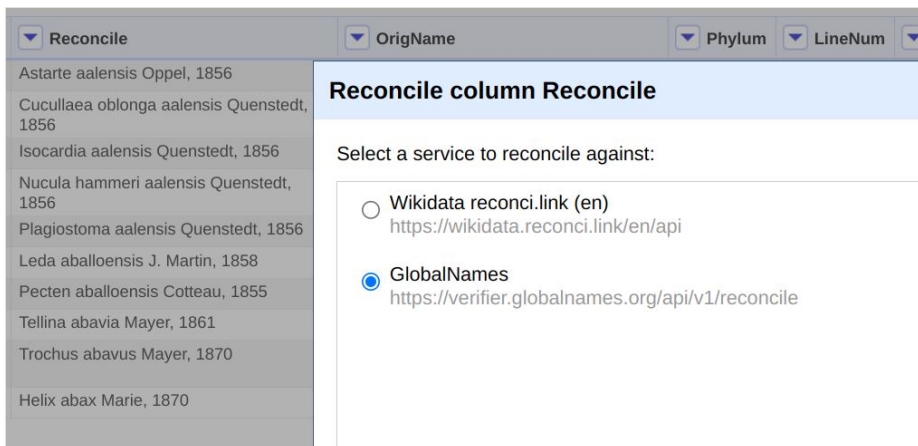 Reconcile OrigName Phylum LineNum
Astarte aalensis Oppel, 1856
Cucullaea oblonga aalensis Quenstedt,
1856
Isocardia aalensis Quenstedt, 1856
Nucula hammeri aalensis Quenstedt,
1856
Plagiostoma aalensis Quenstedt, 1856
Leda aballoensis J. Martin, 1858
Pecten aballoensis Cotteau, 1855
Tellina abavia Mayer, 1861
Trochus abavus Mayer, 1870
Helix abax Marie, 1870
Reconcile column Reconcile
Select a service to reconcile against:
Wikidata reconci.link (en)
https://wikidata.reconci.link/en/api
GlobalNames
https://verifier.globalnames.org/api/v1/reconcile